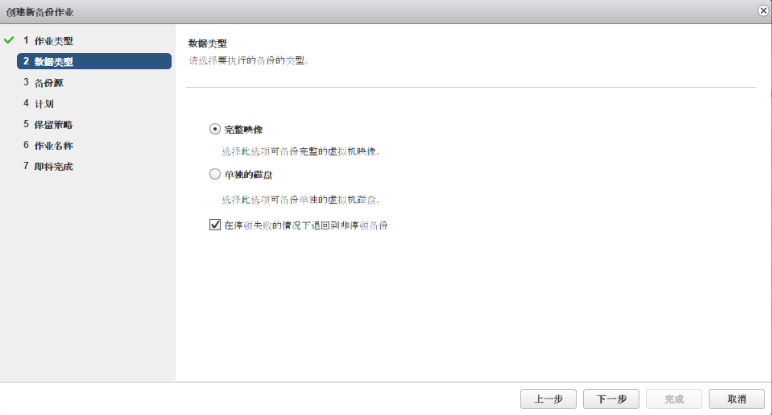 创建新备份作业
1 作业类型
2 数据类型
3 备份源
4 计划
5 保留策略
6 作业名称
7 即将完成
数据类型
请选择要执行的备份的类型。
完整映像
选择此选项可备份完整的虚拟机映像。
单独的磁盘
选择此选项可备份单独的虚拟机磁盘。
在停顿失败的情况下退回到非停顿备份
上一步 下一步 完成 取消